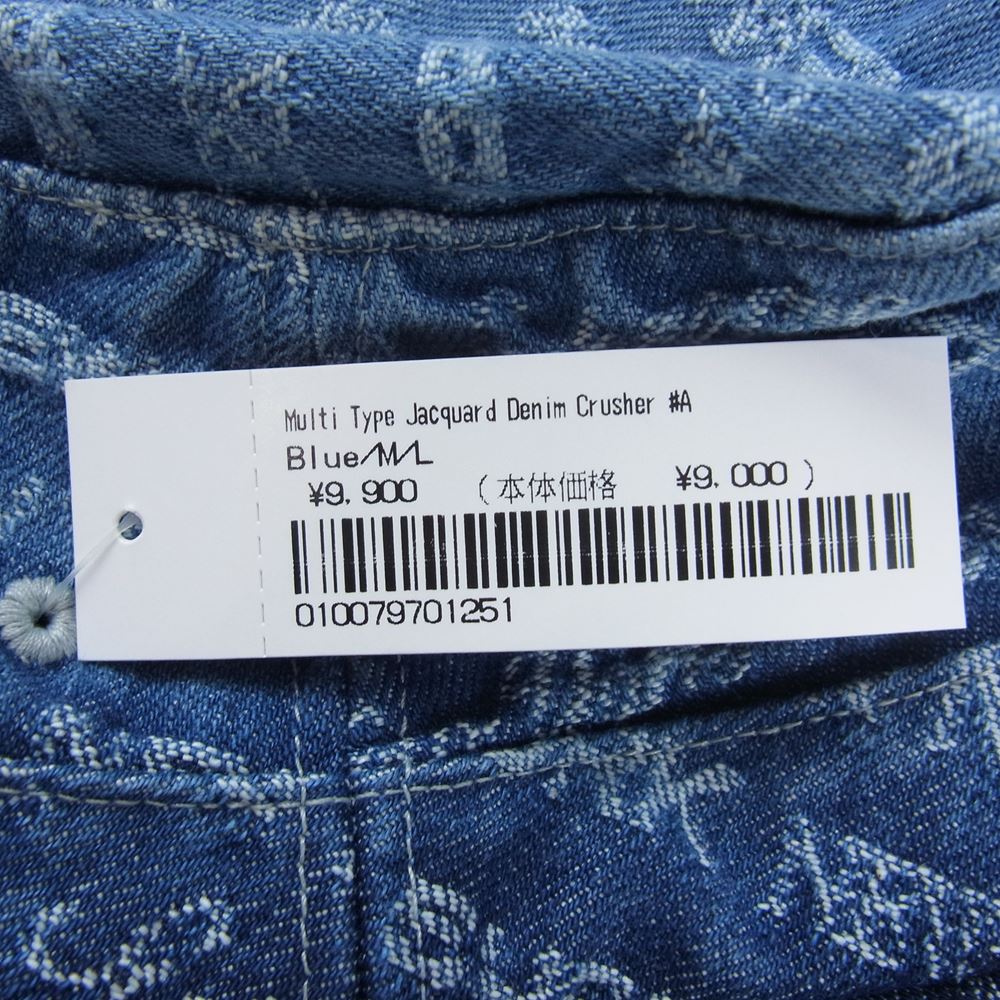 Multi Type Jacquard Denim Crusher #A
Blue/M/L
¥9,900 (本体価格 ¥9,000)
010079701251